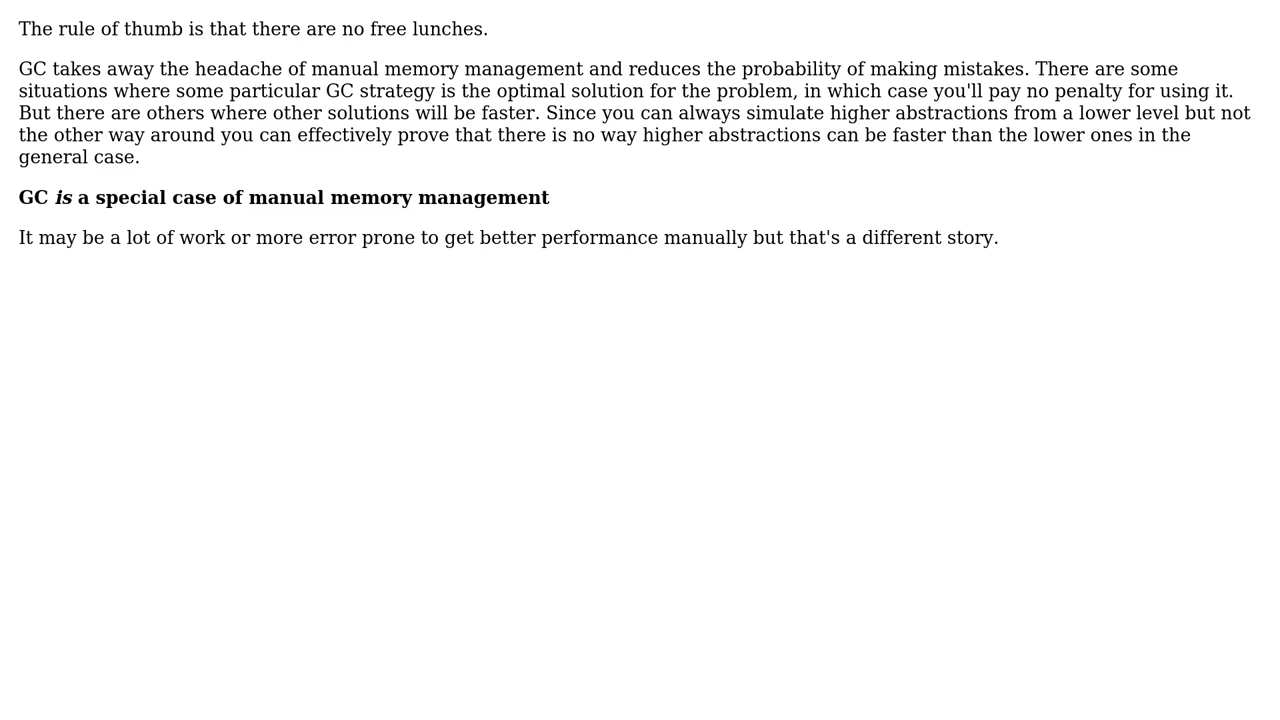 The rule of thumb is that there are no free lunches.
GC takes away the headache of manual memory management and reduces the probability of making mistakes. There are some
situations where some particular GC strategy is the optimal solution for the problem, in which case you'll pay no penalty for using it.
But there are others where other solutions will be faster. Since you can always simulate higher abstractions from a lower level but not
the other way around you can effectively prove that there is no way higher abstractions can be faster than the lower ones in the
general case.
GC is a special case of manual memory management
It may be a lot of work or more error prone to get better performance manually but that's a different story.